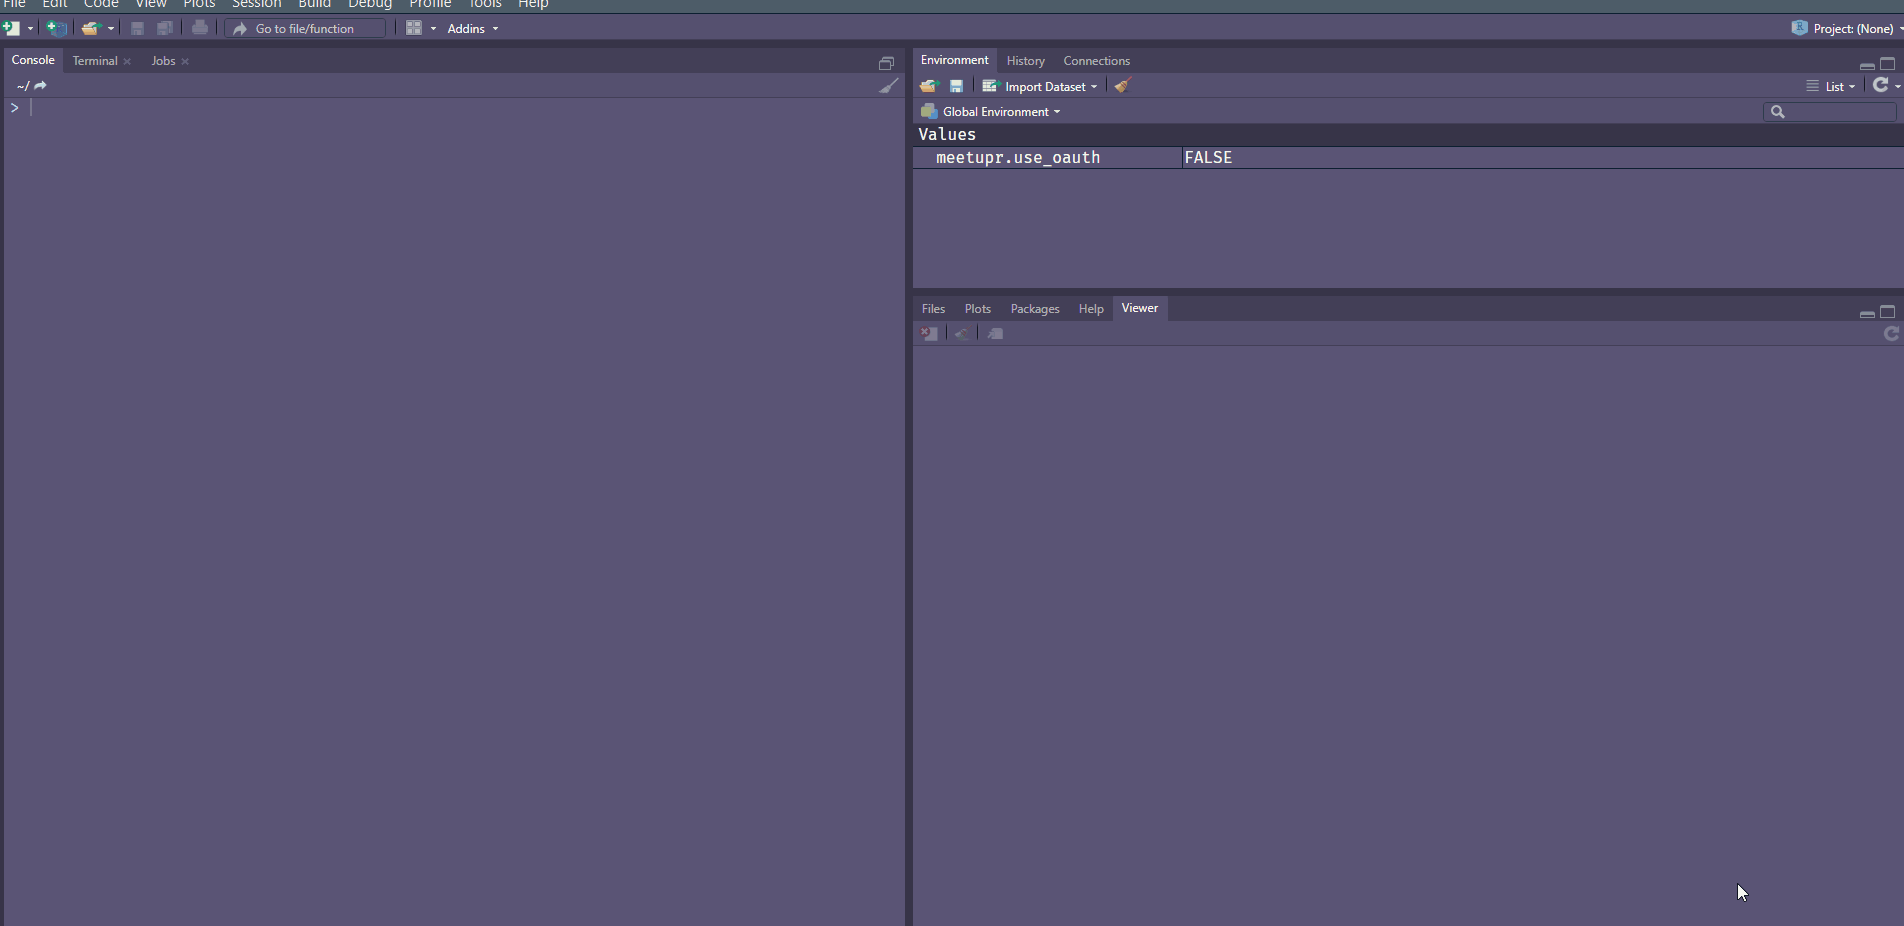 File Edit Code View Plots Session Build Debug Profile Tools Help
Go to file/function Addins Project: (None)
Console Terminal Jobs
~/
>
Environment History Connections
Import Dataset List
Global Environment
Values
meetupr.use_oauth FALSE
Files Plots Packages Help Viewer